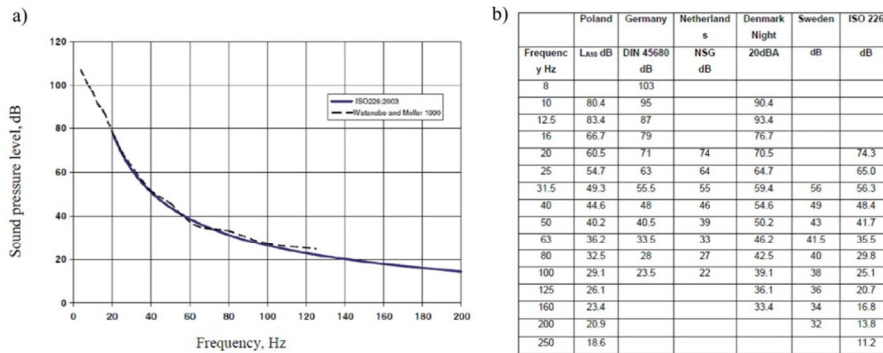 a)
b)
120
100
80
60
40
20
0
Sound pressure level, dB
ISO226:2003
Watanabe and Moller
0 20 40 60 80 100 120 140 160 180 200
Frequency, Hz
Poland Germany Netherland Denmark Sweden ISO 226
s Night
Frequenc LA10 dB DIN 45680 NSG 20dBA dB dB
y Hz dB dB
8 103
10 80.4 95 90.4
12.5 83.4 87 93.4
16 66.7 79 76.7
20 60.5 71 74 70.5 74.3
25 54.7 63 64 64.7 65.0
31.5 49.3 55.5 55 59.4 56 56.3
40 44.6 48 46 54.6 49 48.4
50 40.2 40.5 39 50.2 43 41.7
63 36.2 33.5 33 46.2 41.5 35.5
80 32.5 28 27 42.5 40 29.8
100 29.1 23.5 22 39.1 38 25.1
125 26.1 36.1 36 20.7
160 23.4 33.4 34 16.8
200 20.9 32 13.8
250 18.6 11.2